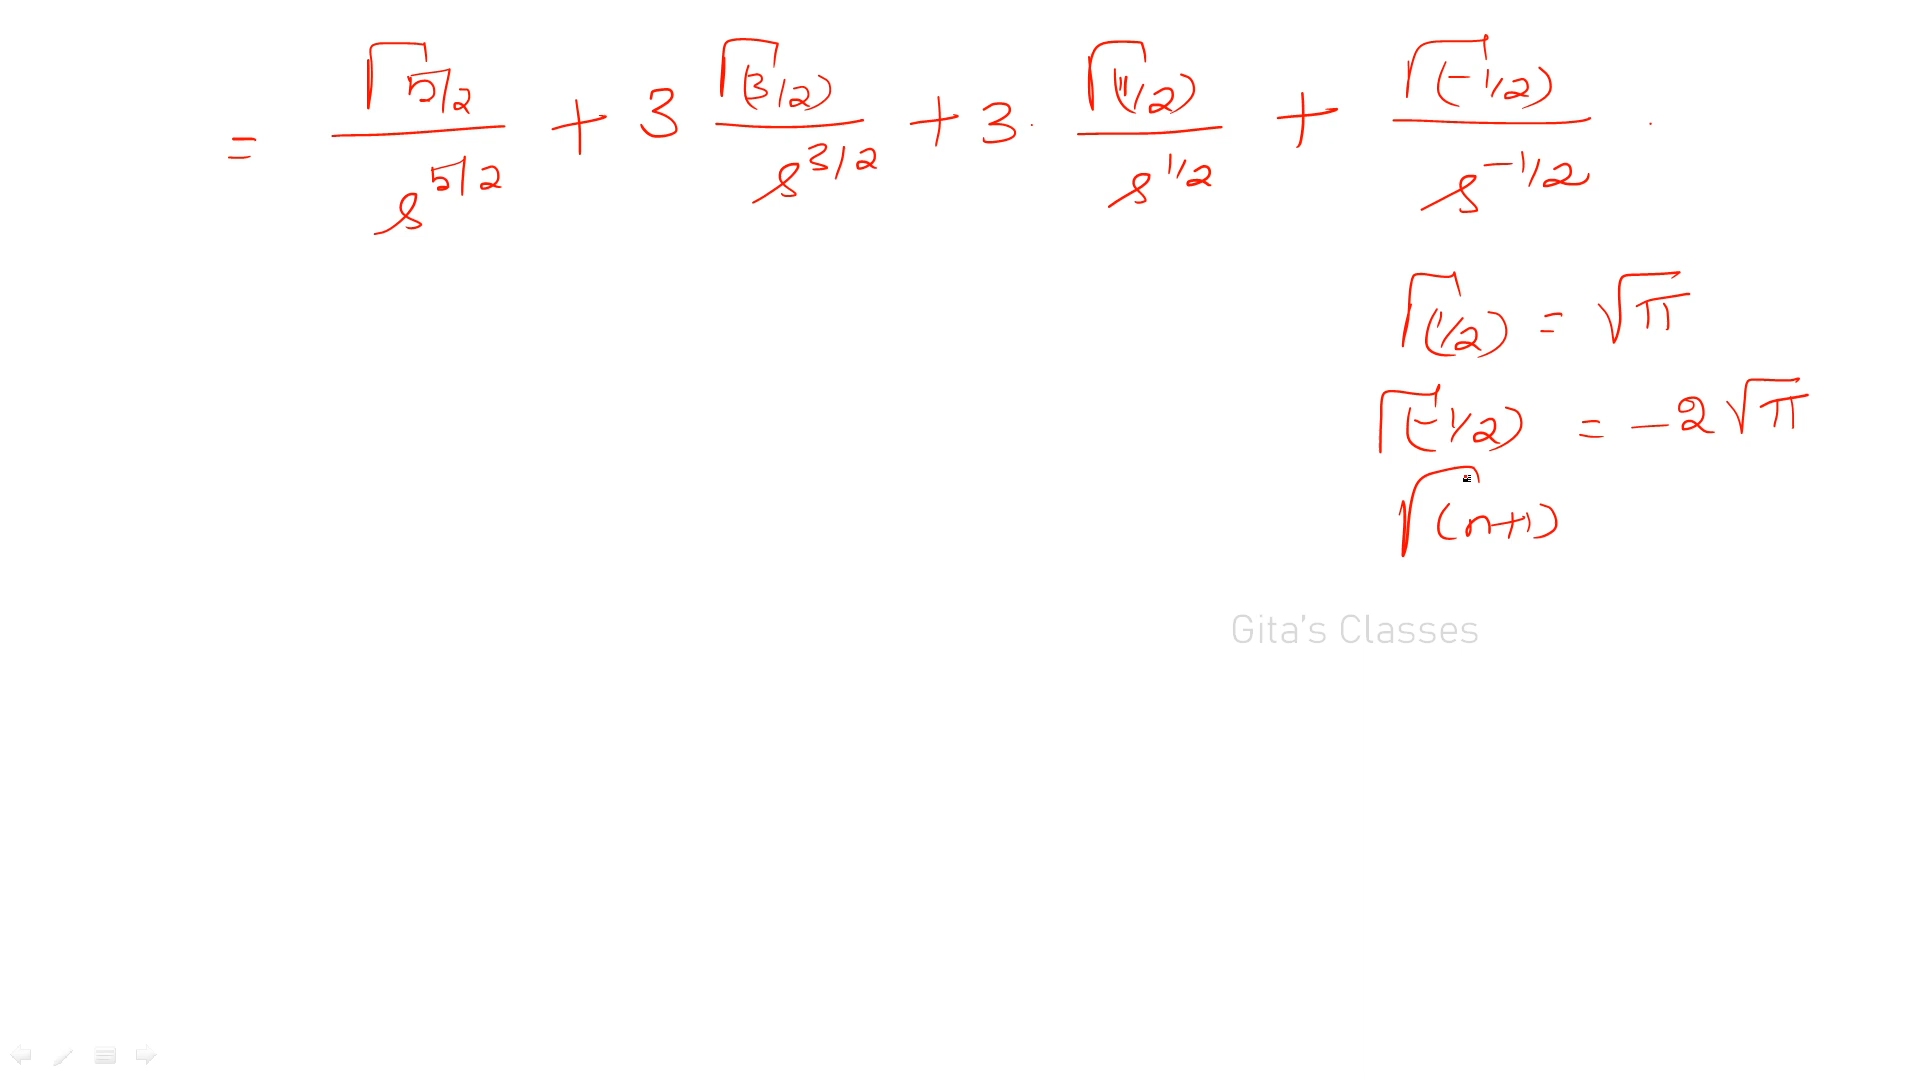 = Γ5/2 / s^5/2 + 3 Γ(3/2) / s^3/2 + 3. Γ(1/2) / s^1/2 + Γ(-1/2) / s^-1/2
Γ(1/2) = √π
Γ(-1/2) = -2√π
Γ(n+1)
Gita's Classes